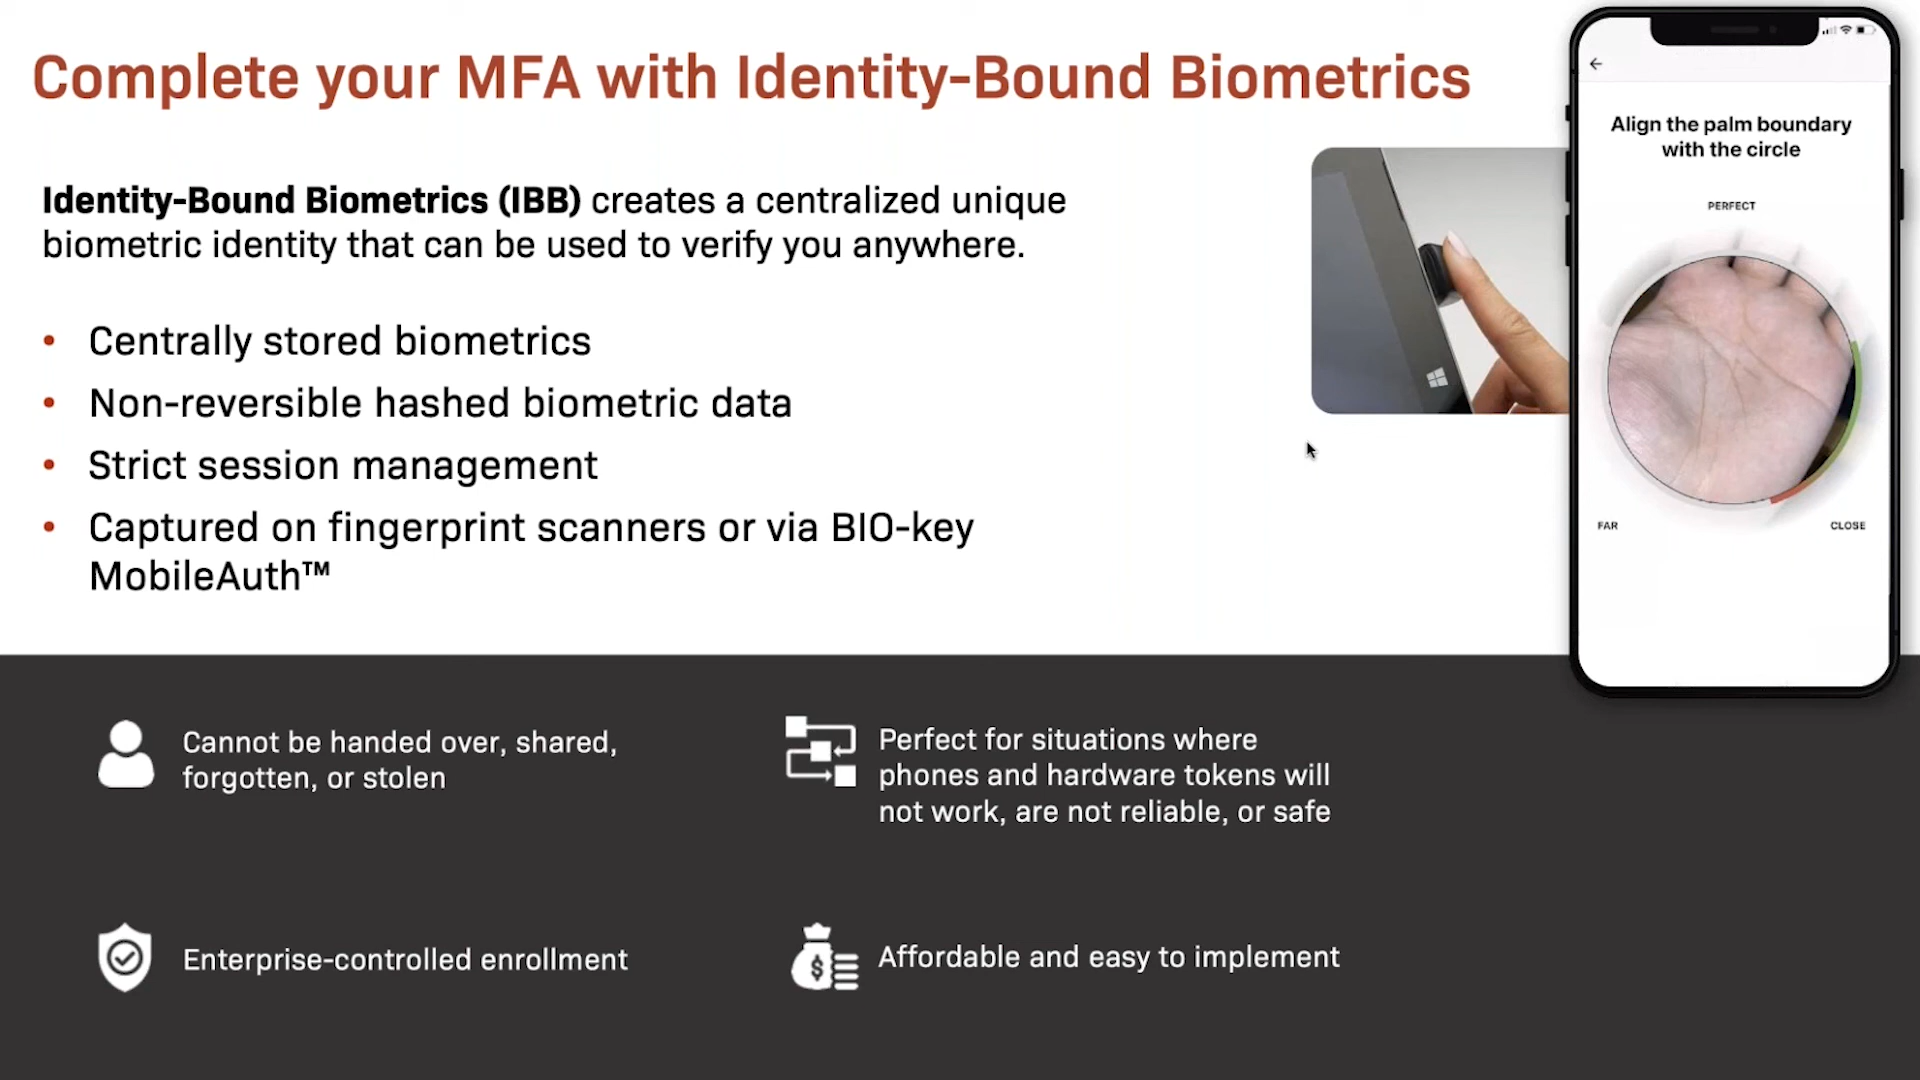 Complete your MFA with Identity-Bound Biometrics
Identity-Bound Biometrics (IBB) creates a centralized unique
biometric identity that can be used to verify you anywhere.
• Centrally stored biometrics
• Non-reversible hashed biometric data
• Strict session management
• Captured on fingerprint scanners or via BIO-key
MobileAuth™
Align the palm boundary
with the circle
PERFECT
FAR
CLOSE
Cannot be handed over, shared,
forgotten, or stolen
Perfect for situations where
phones and hardware tokens will
not work, are not reliable, or safe
Enterprise-controlled enrollment
Affordable and easy to implement